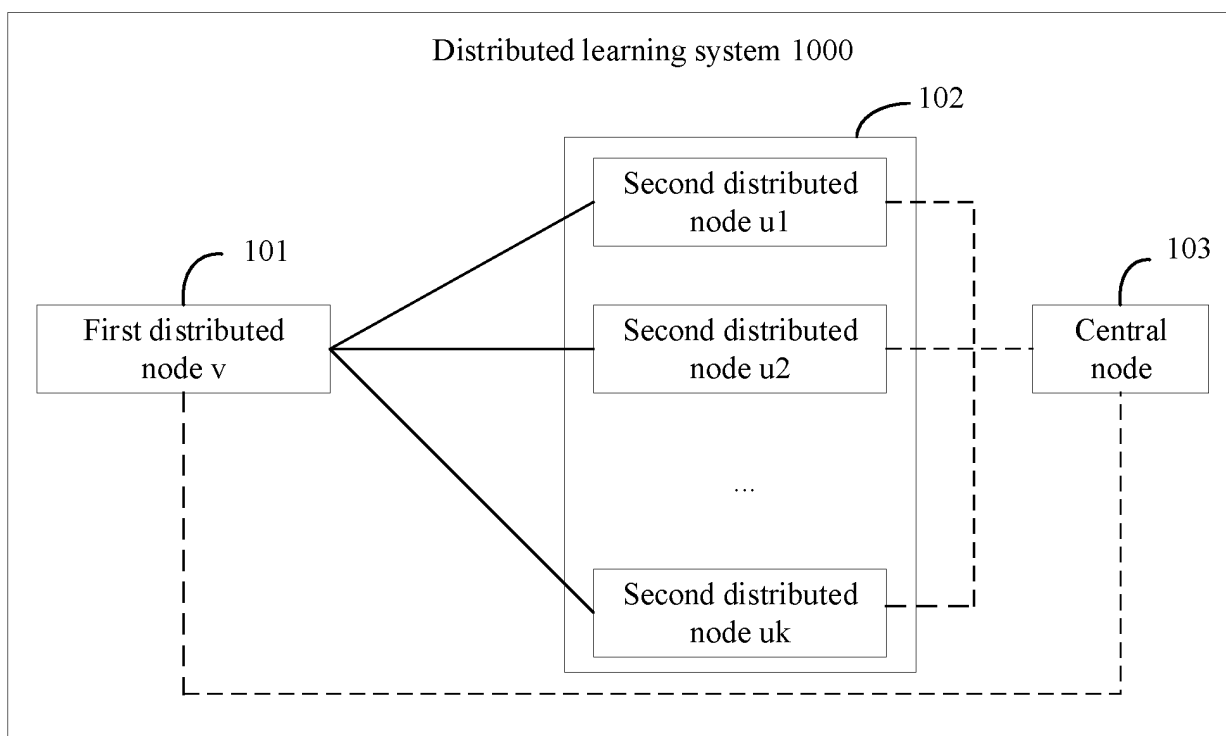 Distributed learning system 1000
102
Second distributed
node u1
101
First distributed
node v
Second distributed
node u2
103
Central
node
...
Second distributed
node uk